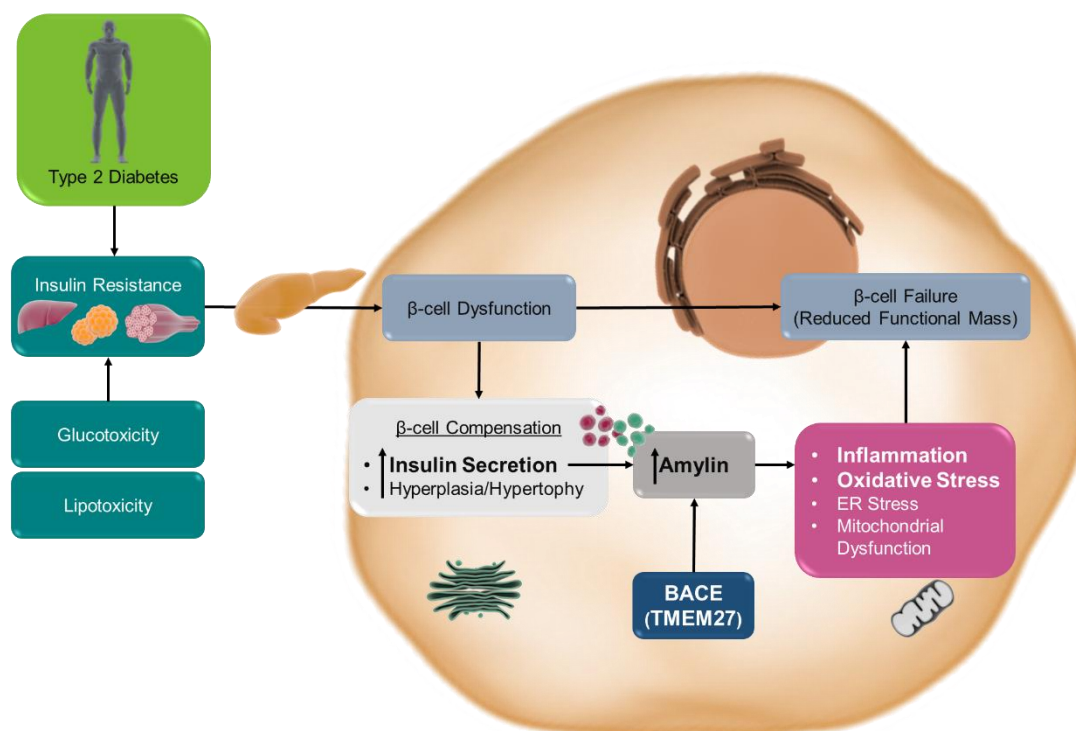 Type 2 Diabetes
Insulin Resistance
Glucotoxicity
Lipotoxicity
β-cell Dysfunction
β-cell Failure
(Reduced Functional Mass)
β-cell Compensation
• Insulin Secretion
• Hyperplasia/Hypertophy
Amylin
BACE
(TMEM27)
• Inflammation
• Oxidative Stress
• ER Stress
• Mitochondrial
Dysfunction